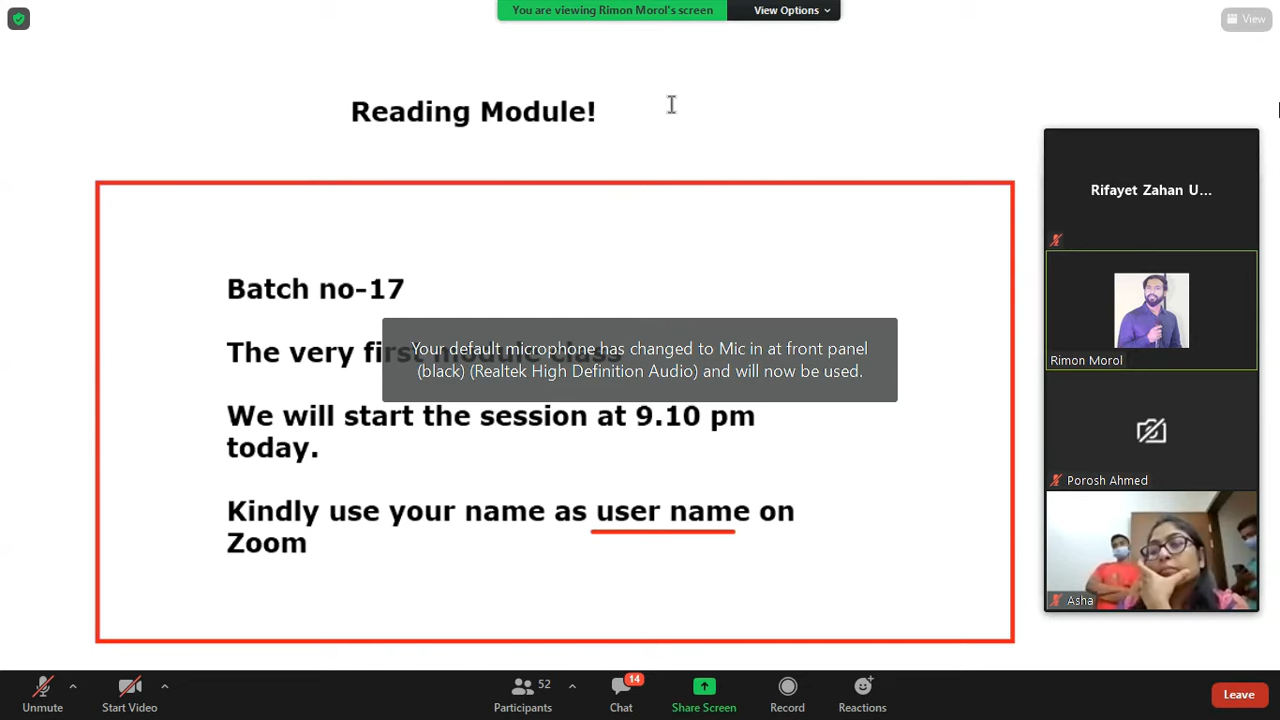 You are viewing Rimon Morol's screen
View Options
View
Reading Module!
Batch no-17
The very first module class
We will start the session at 9.10 pm
today.
Kindly use your name as user name on
Zoom
Your default microphone has changed to Mic in at front panel
(black) (Realtek High Definition Audio) and will now be used.
Rifayet Zahan U...
Rimon Morol
Porosh Ahmed
Asha
Unmute
Start Video
52
Participants
14
Chat
Share Screen
Record
Reactions
Leave